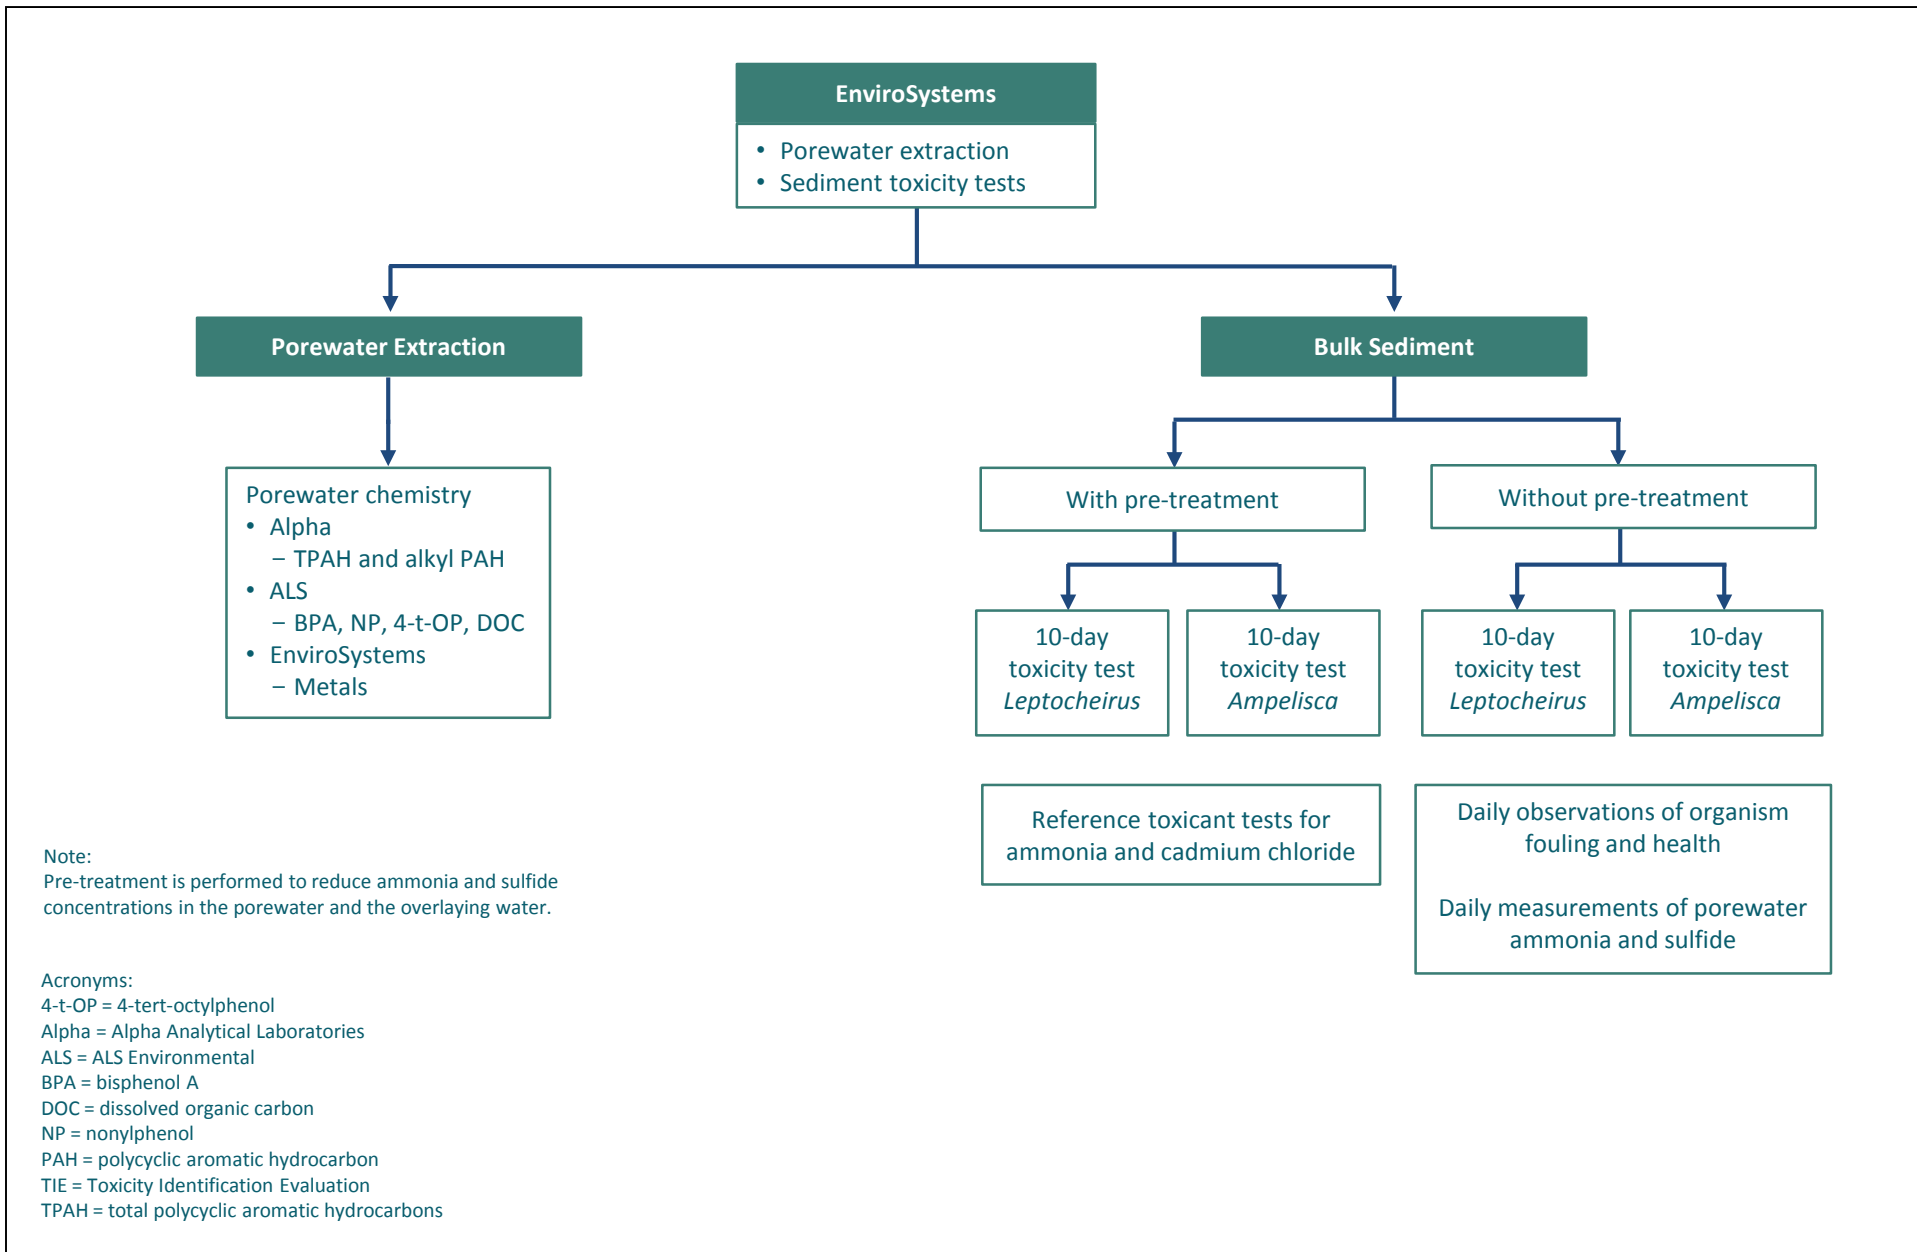 EnviroSystems
• Porewater extraction
• Sediment toxicity tests
Porewater Extraction
Bulk Sediment
Porewater chemistry
• Alpha
– TPAH and alkyl PAH
• ALS
– BPA, NP, 4-t-OP, DOC
• EnviroSystems
– Metals
With pre-treatment
Without pre-treatment
10-day
toxicity test
Leptocheirus
10-day
toxicity test
Ampelisca
10-day
toxicity test
Leptocheirus
10-day
toxicity test
Ampelisca
Reference toxicant tests for
ammonia and cadmium chloride
Daily observations of organism
fouling and health
Daily measurements of porewater
ammonia and sulfide
Note:
Pre-treatment is performed to reduce ammonia and sulfide
concentrations in the porewater and the overlaying water.
Acronyms:
4-t-OP = 4-tert-octylphenol
Alpha = Alpha Analytical Laboratories
ALS = ALS Environmental
BPA = bisphenol A
DOC = dissolved organic carbon
NP = nonylphenol
PAH = polycyclic aromatic hydrocarbon
TIE = Toxicity Identification Evaluation
TPAH = total polycyclic aromatic hydrocarbons